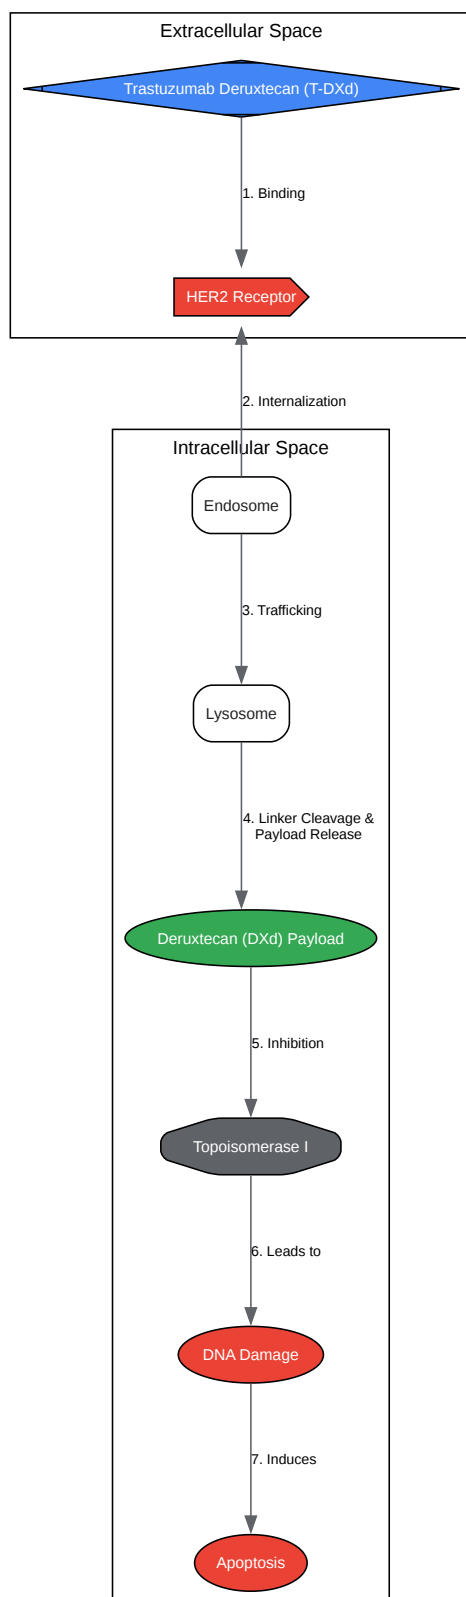 Extracellular Space
Trastuzumab Deruxtecan (T-DXd)
1. Binding
HER2 Receptor
2. Internalization
Intracellular Space
Endosome
3. Trafficking
Lysosome
4. Linker Cleavage &
Payload Release
Deruxtecan (DXd) Payload
5. Inhibition
Topoisomerase I
6. Leads to
DNA Damage
7. Induces
Apoptosis